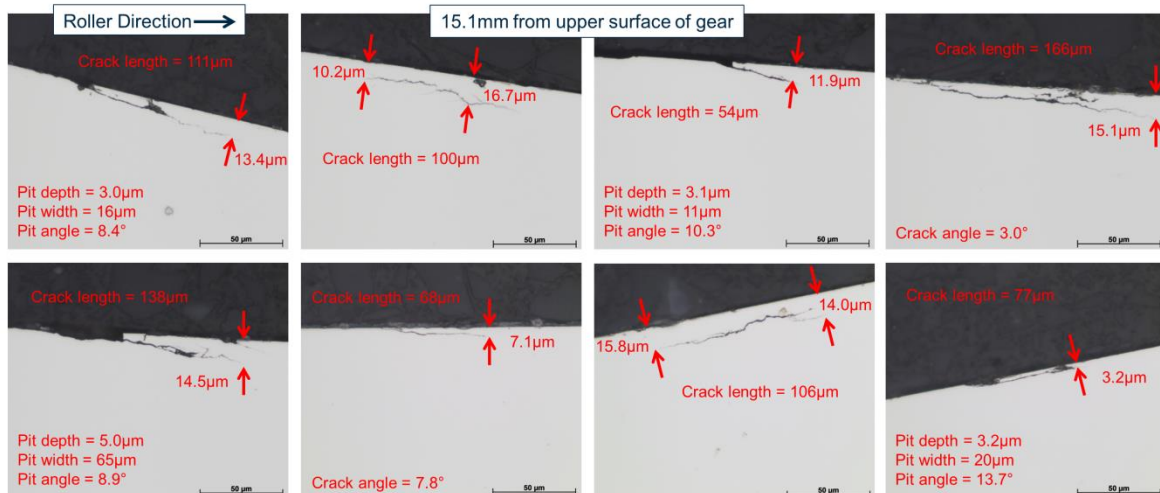 Roller Direction
15.1mm from upper surface of gear
Crack length = 111µm
13.4µm
Pit depth = 3.0µm
Pit width = 16µm
Pit angle = 8.4°
50 µm
10.2µm
16.7µm
Crack length = 100µm
50 µm
11.9µm
Crack length = 54µm
Pit depth = 3.1µm
Pit width = 11µm
Pit angle = 10.3°
50 µm
Crack length = 166µm
15.1µm
Crack angle = 3.0°
50 µm
Crack length = 138µm
14.5µm
Pit depth = 5.0µm
Pit width = 65µm
Pit angle = 8.9°
50 µm
Crack length = 68µm
7.1µm
Crack angle = 7.8°
50 µm
14.0µm
15.8µm
Crack length = 106µm
50 µm
Crack length = 77µm
3.2µm
Pit depth = 3.2µm
Pit width = 20µm
Pit angle = 13.7°
50 µm